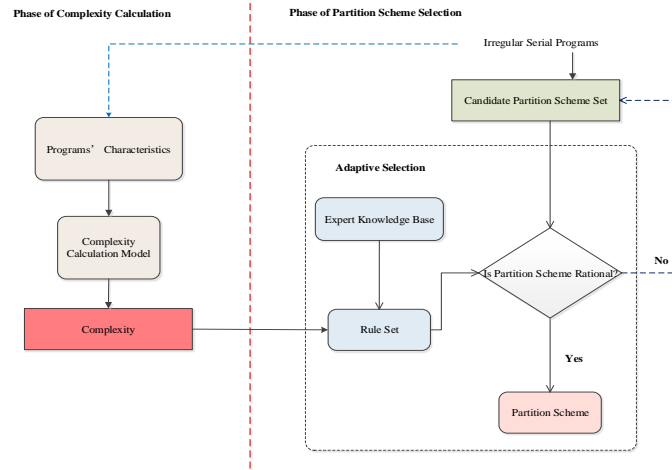 Phase of Complexity Calculation
Phase of Partition Scheme Selection
Irregular Serial Programs
Candidate Partition Scheme Set
Programs’ Characteristics
Adaptive Selection
Expert Knowledge Base
Complexity
Calculation Model
Is Partition Scheme Rational?
No
Complexity
Rule Set
Yes
Partition Scheme